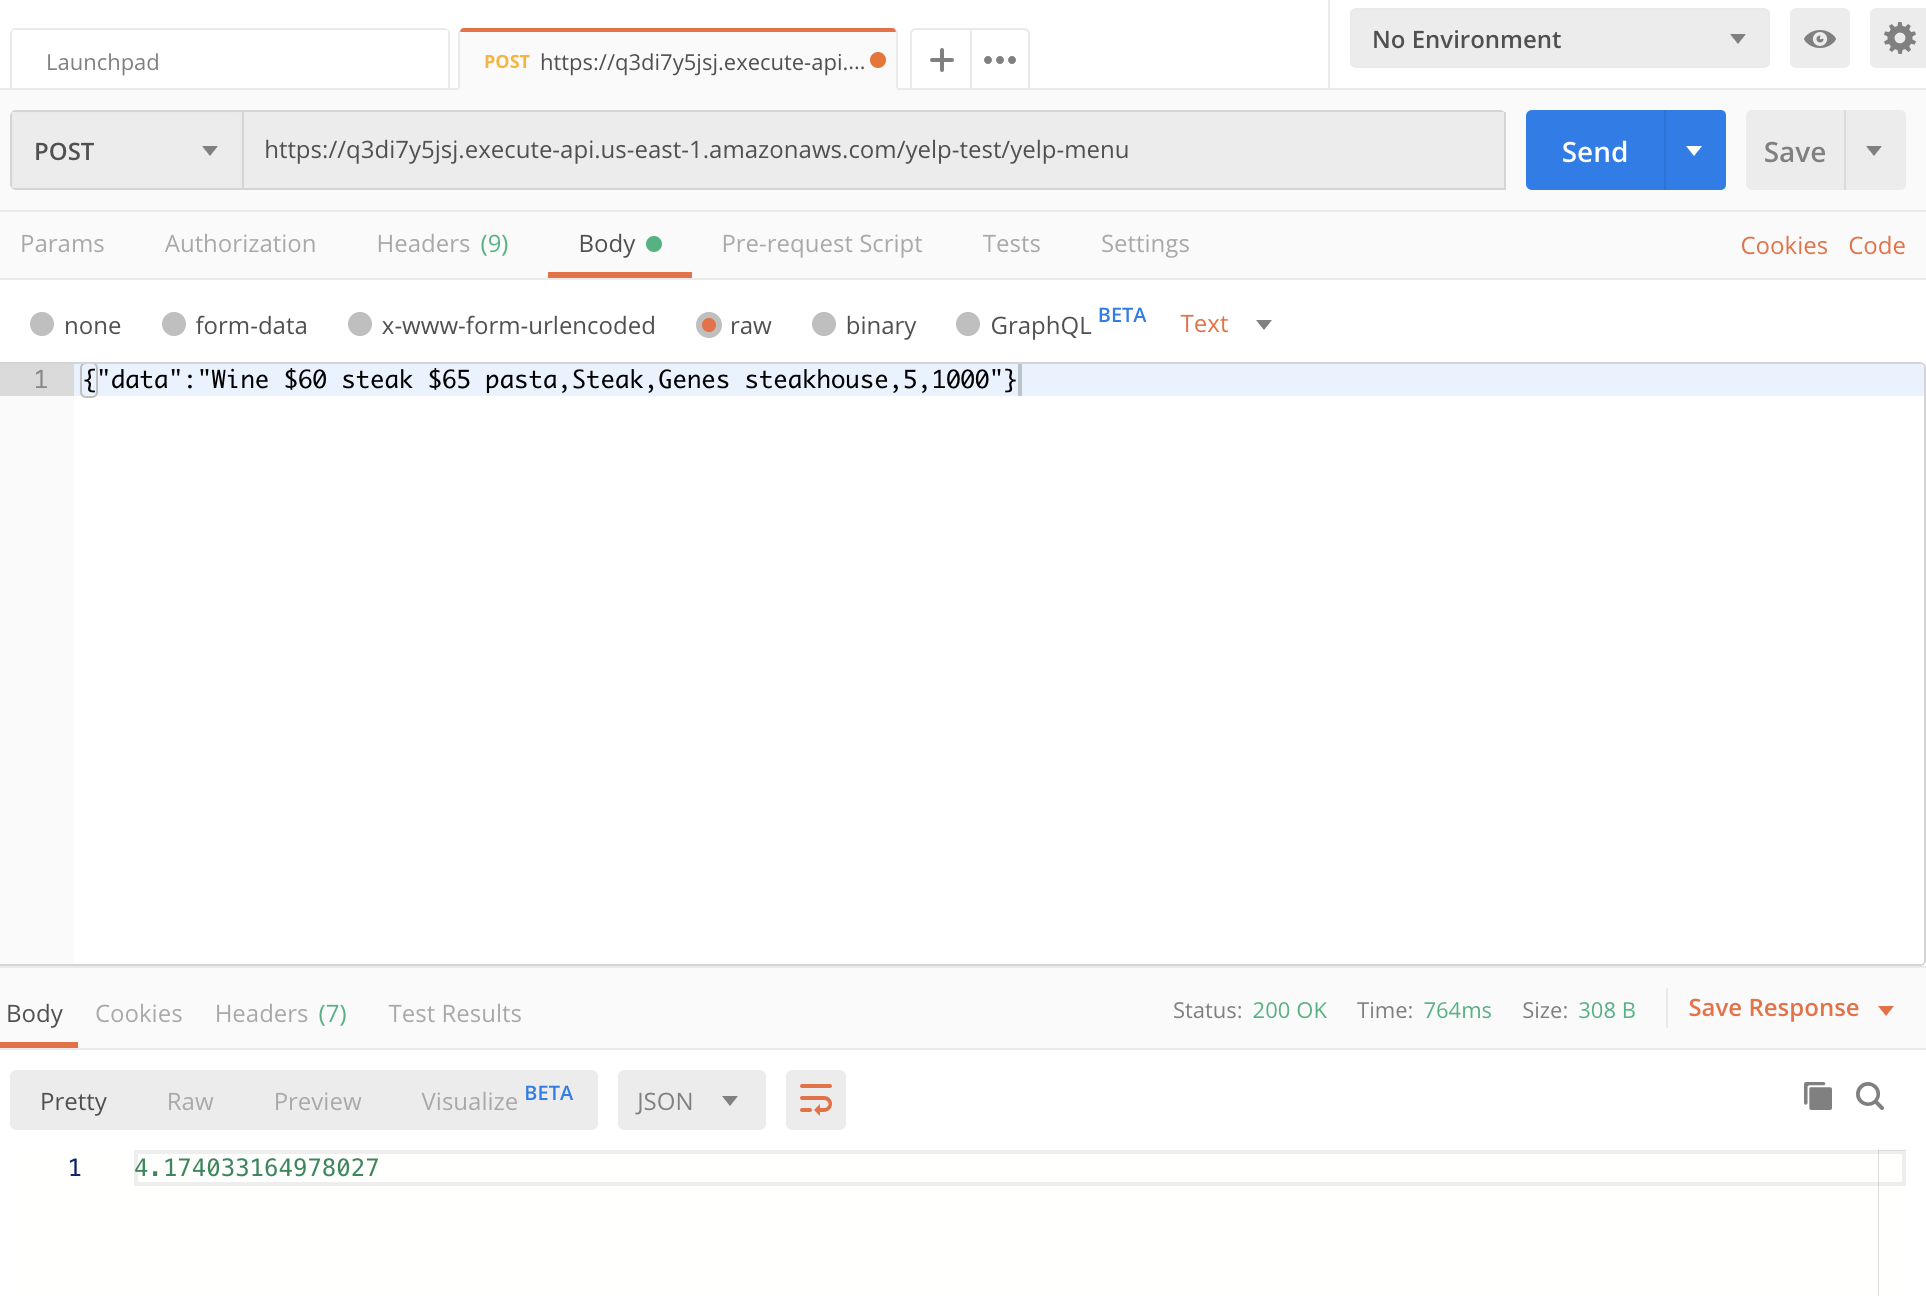 Launchpad
POST https://q3di7y5jsj.execute-api....
No Environment
POST
https://q3di7y5jsj.execute-api.us-east-1.amazonaws.com/yelp-test/yelp-menu
Send
Save
Params Authorization Headers (9) Body Pre-request Script Tests Settings Cookies Code
none form-data x-www-form-urlencoded raw binary GraphQL BETA Text
1 {"data":"Wine $60 steak $65 pasta,Steak,Genes steakhouse,5,1000"}
Body Cookies Headers (7) Test Results Status: 200 OK Time: 764ms Size: 308 B Save Response
Pretty Raw Preview Visualize BETA JSON
1 4.174033164978027